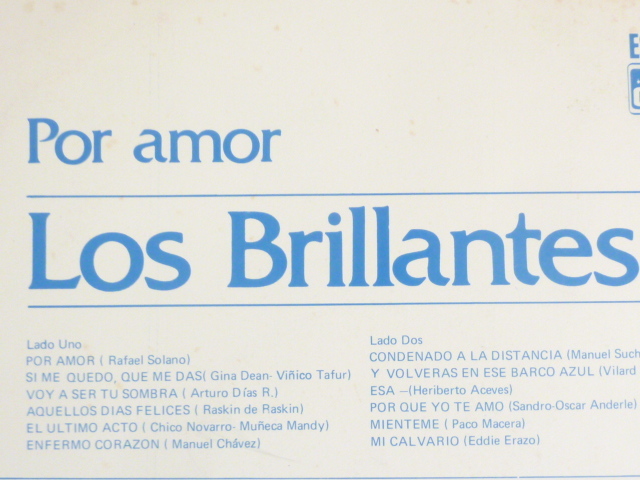 Por amor
Los Brillantes
Lado Uno
POR AMOR ( Rafael Solano)
SI ME QUEDO, QUE ME DAS( Gina Dean- Viñico Tafur)
VOY A SER TU SOMBRA ( Arturo Días R.)
AQUELLOS DIAS FELICES ( Raskin de Raskin)
EL ULTIMO ACTO ( Chico Novarro- Muñeca Mandy)
ENFERMO CORAZON ( Manuel Chávez)
Lado Dos
CONDENADO A LA DISTANCIA (Manuel Such
Y VOLVERAS EN ESE BARCO AZUL (Vilard
ESA —(Heriberto Aceves)
POR QUE YO TE AMO (Sandro-Oscar Anderle)
MIENTEME ( Paco Macera)
MI CALVARIO (Eddie Erazo)